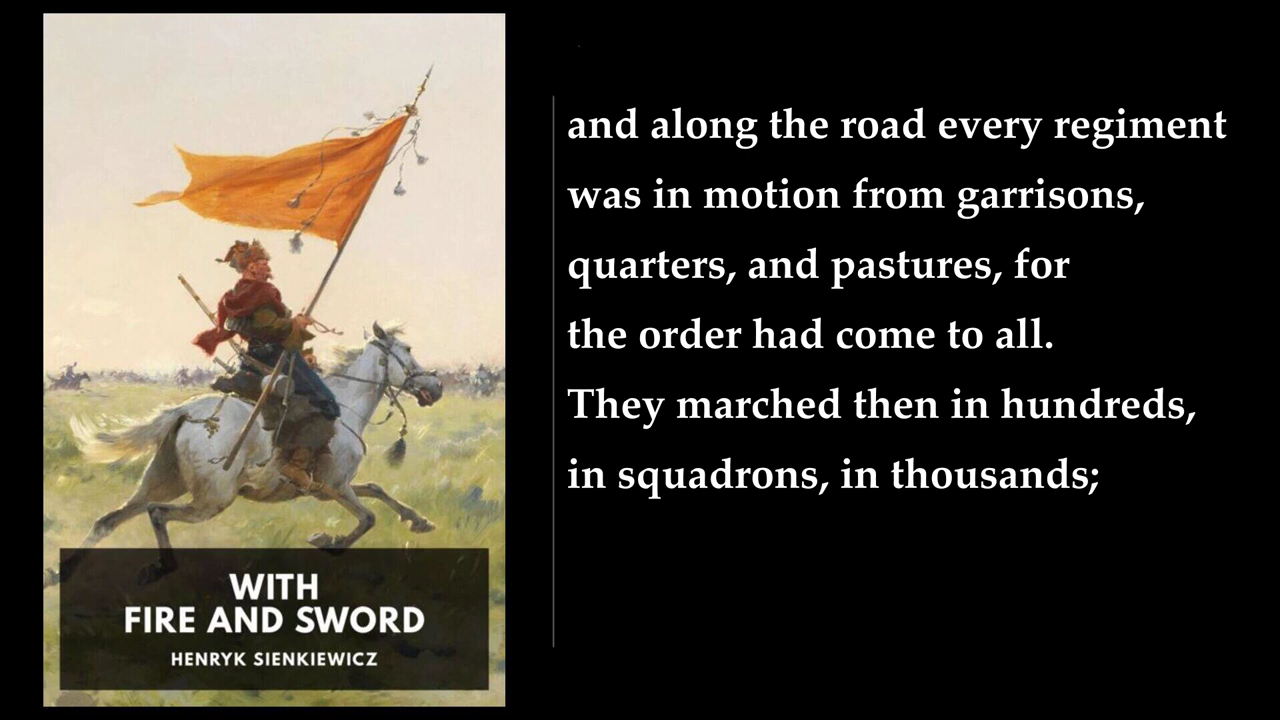 and along the road every regiment
was in motion from garrisons,
quarters, and pastures, for
the order had come to all.
They marched then in hundreds,
in squadrons, in thousands;
WITH
FIRE AND SWORD
HENRYK SIENKIEWICZ